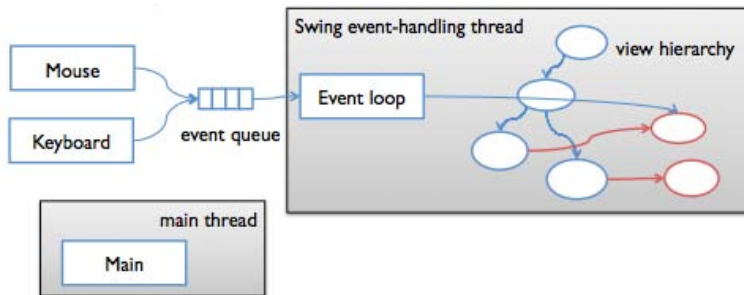 Swing event-handling thread
view hierarchy
Mouse
Event loop
event queue
Keyboard
main thread
Main